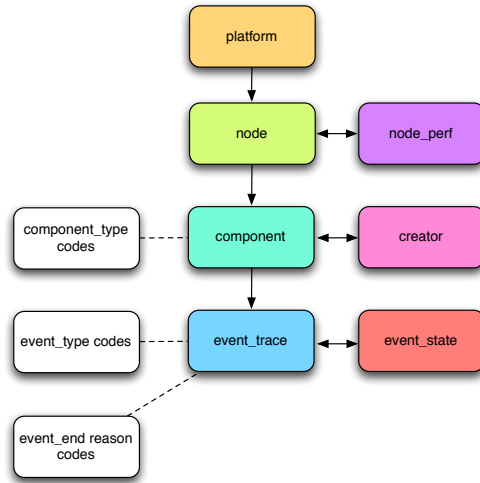 platform
node
node_perf
component_type
codes
component
creator
event_type codes
event_trace
event_state
event_end reason
codes